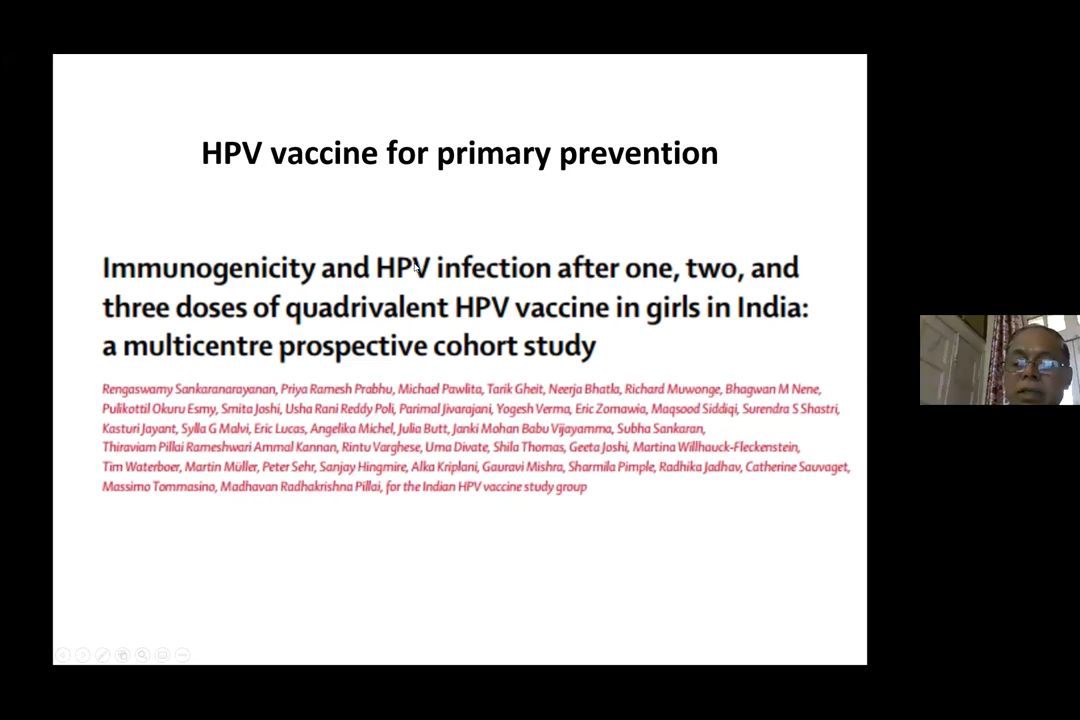 HPV vaccine for primary prevention
Immunogenicity and HPV infection after one, two, and
three doses of quadrivalent HPV vaccine in girls in India:
a multicentre prospective cohort study
Rengaswamy Sankaranarayanan, Priya Ramesh Prabhu, Michael Pawlita, Tarik Gheit, Neerja Bhatla, Richard Muwonge, Bhagwan M Nene,
Pulikottil Okuru Esmy, Smita Joshi, Usha Rani Reddy Poli, Parimal Jivarajani, Yogesh Verma, Eric Zomawia, Maqsood Siddiqi, Surendra S Shastri,
Kasturi Jayant, Sylla G Malvi, Eric Lucas, Angelika Michel, Julia Butt, Janki Mohan Babu Vijayamma, Subha Sankaran,
Thiraviam Pillai Rameshwari Ammal Kannan, Rintu Varghese, Uma Divate, Shila Thomas, Geeta Joshi, Martina Willhauck-Fleckenstein,
Tim Waterboer, Martin Müller, Peter Sehr, Sanjay Hingmire, Alka Kriplani, Gauravi Mishra, Sharmila Pimple, Radhika Jadhav, Catherine Sauvaget,
Massimo Tommasino, Madhavan Radhakrishna Pillai, for the Indian HPV vaccine study group